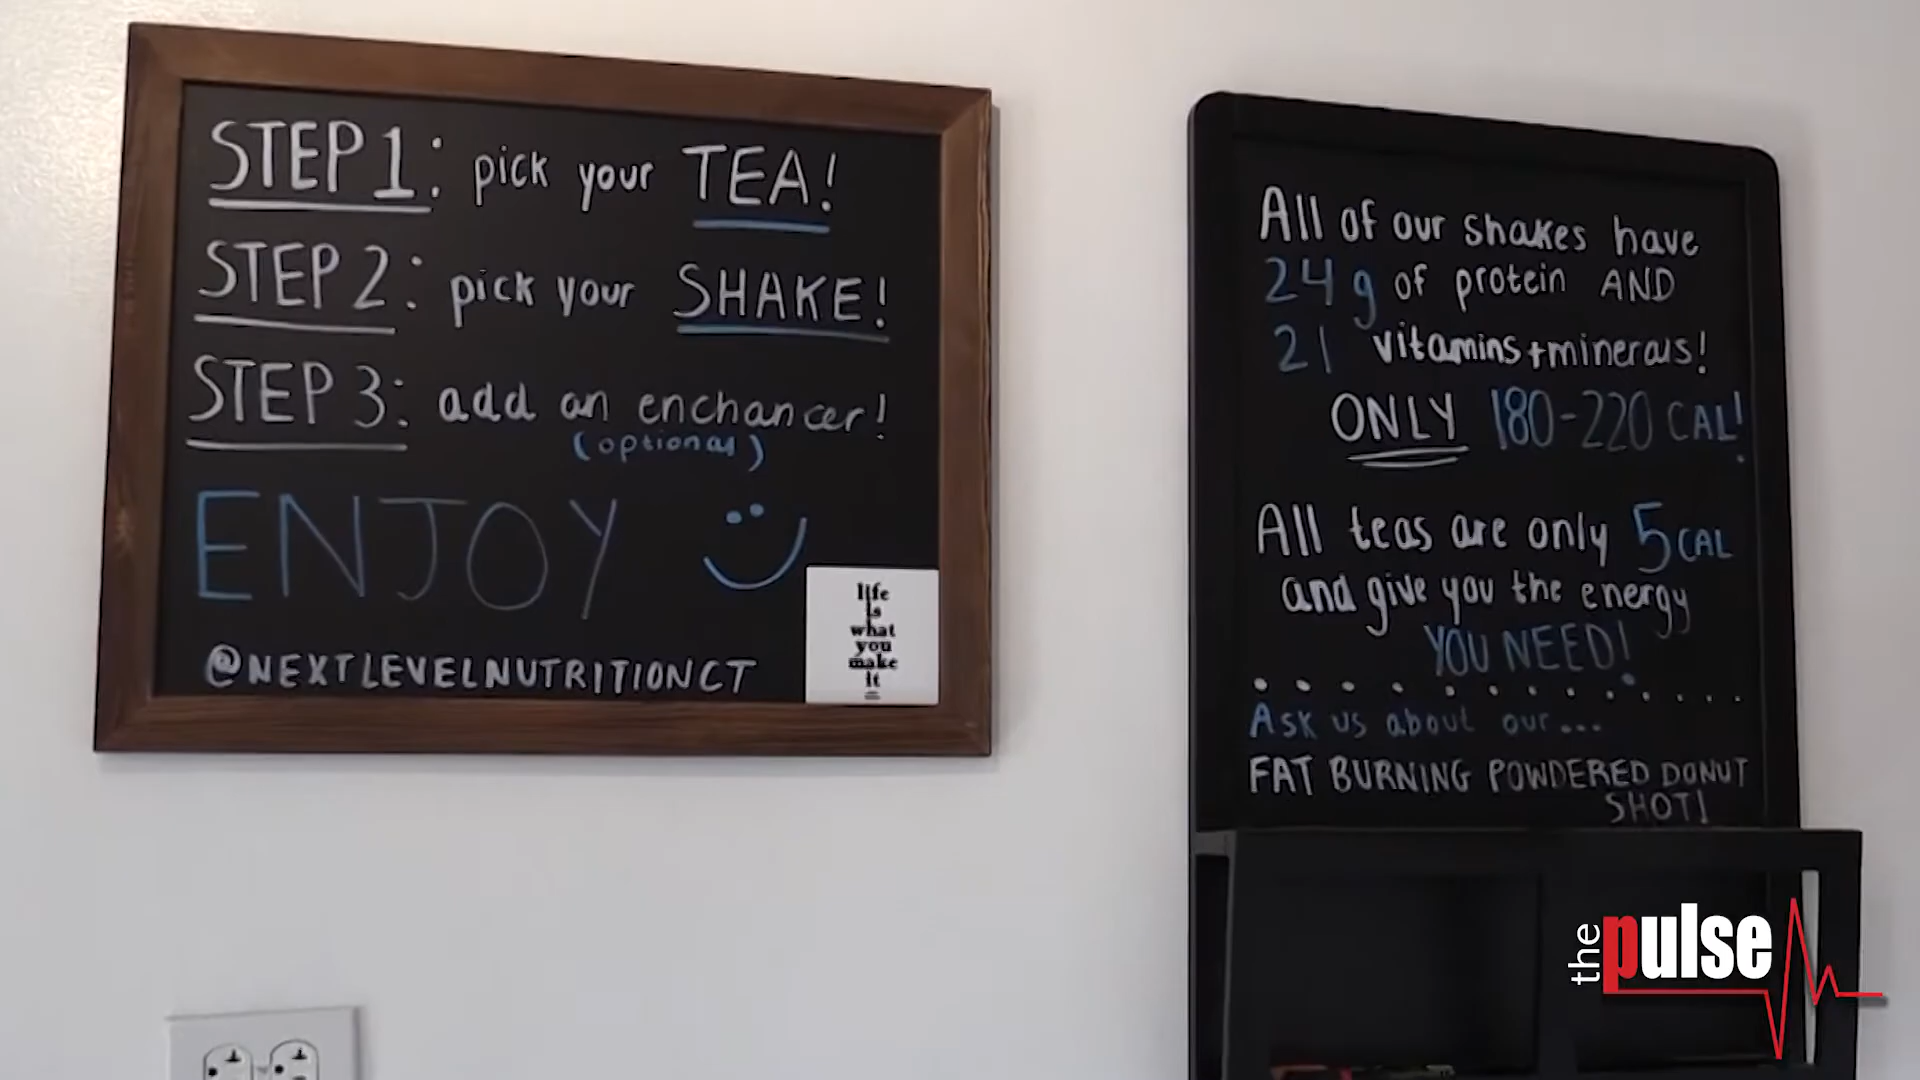 STEP 1: pick your TEA!
STEP 2: pick your SHAKE!
STEP 3: add an enchancer!
(optional)
ENJOY
@NEXTLEVELNUTRITIONCT
life
is
what
you
make
it
All of our shakes have
24g of protein AND
21 vitamins+minerals!
ONLY 180-220 CAL!
All teas are only 5 CAL
and give you the energy
YOU NEED!
Ask us about our...
FAT BURNING POWDERED DONUT
SHOT!
the pulse